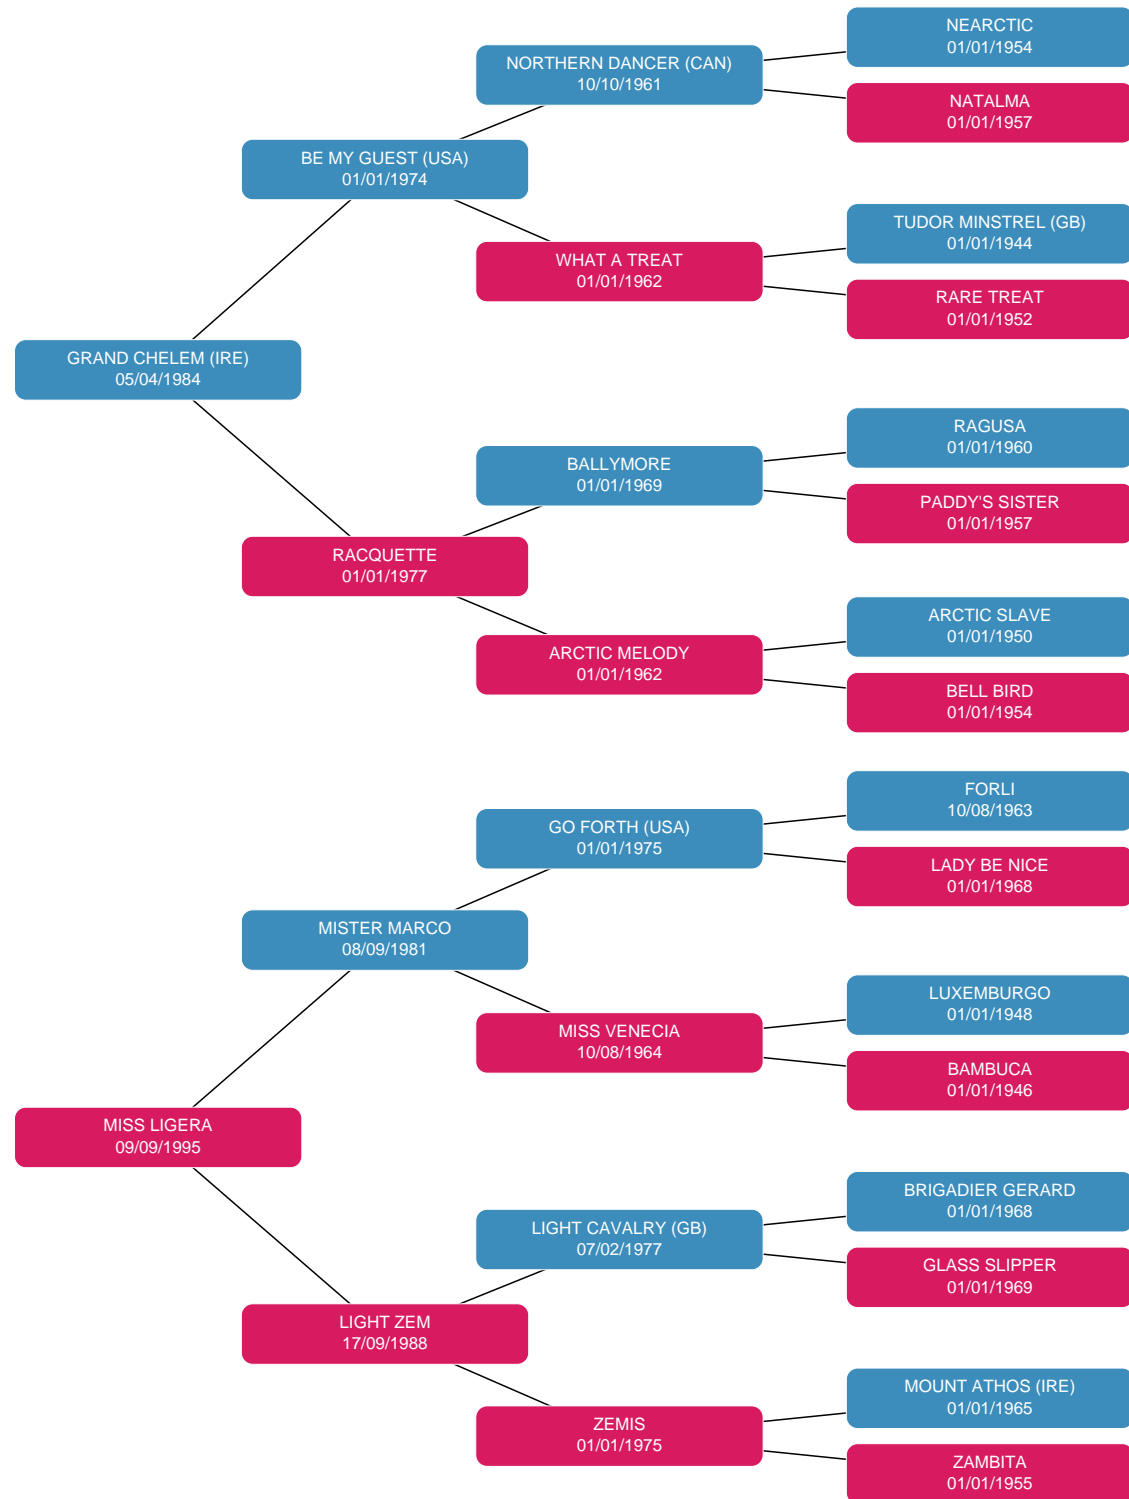 NEARCTIC
01/01/1954
NORTHERN DANCER (CAN)
10/10/1961
NATALMA
01/01/1957
BE MY GUEST (USA)
01/01/1974
TUDOR MINSTREL (GB)
01/01/1944
WHAT A TREAT
01/01/1962
RARE TREAT
01/01/1952
GRAND CHELEM (IRE)
05/04/1984
RAGUSA
01/01/1960
BALLYMORE
01/01/1969
PADDY'S SISTER
01/01/1957
RACQUETTE
01/01/1977
ARCTIC SLAVE
01/01/1950
ARCTIC MELODY
01/01/1962
BELL BIRD
01/01/1954
FORLI
10/08/1963
GO FORTH (USA)
01/01/1975
LADY BE NICE
01/01/1968
MISTER MARCO
08/09/1981
LUXEMBURGO
01/01/1948
MISS VENECIA
10/08/1964
BAMBUCA
01/01/1946
MISS LIGERA
09/09/1995
BRIGADIER GERARD
01/01/1968
LIGHT CAVALRY (GB)
07/02/1977
GLASS SLIPPER
01/01/1969
LIGHT ZEM
17/09/1988
MOUNT ATHOS (IRE)
01/01/1965
ZEMIS
01/01/1975
ZAMBITA
01/01/1955